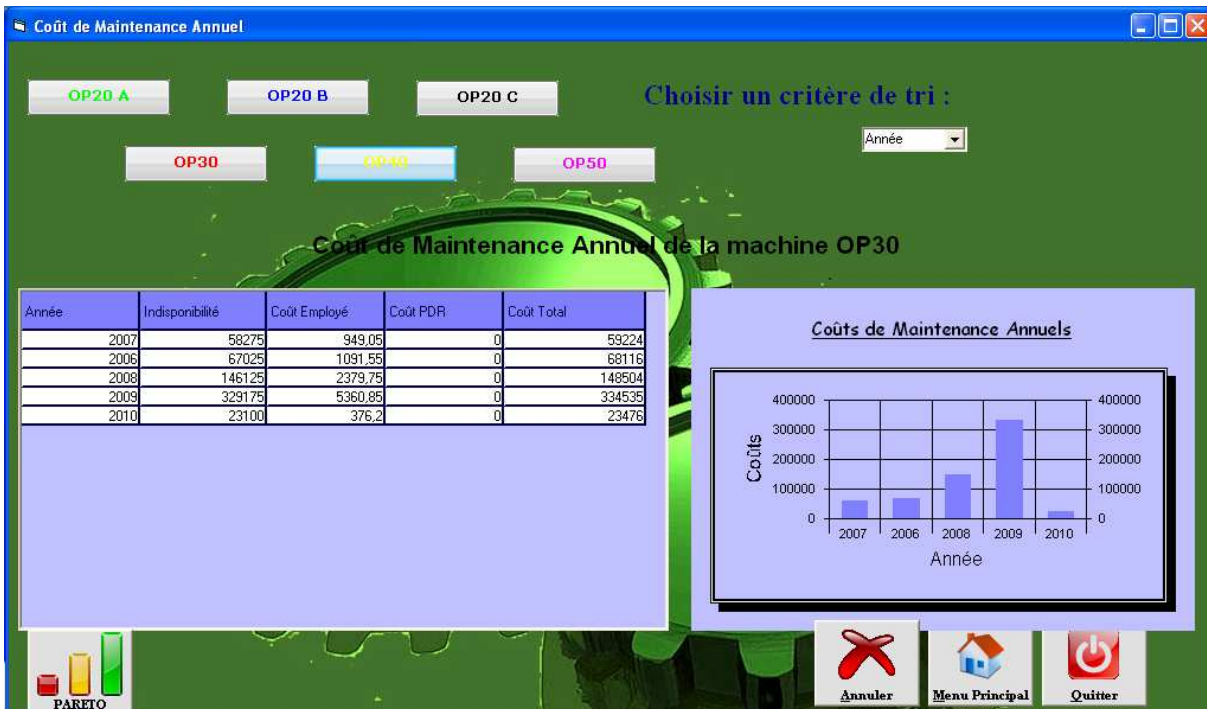 Coût de Maintenance Annuel
OP20 A OP20 B OP20 C Choisir un critère de tri :
Année
OP30 OP40 OP50
Coût de Maintenance Annuel de la machine OP30
Année Indisponibilité Coût Employé Coût PDR Coût Total
2007 58275 949,05 0 59224
2006 67025 1091,55 0 68116
2008 146125 2379,75 0 148504
2009 329175 5360,85 0 334535
2010 23100 376,2 0 23476
Coûts de Maintenance Annuels
400000 400000
300000 300000
200000 200000
100000 100000
0 0
Coûts
2007 2006 2008 2009 2010
Année
PARETO
Annuler Menu Principal Quitter